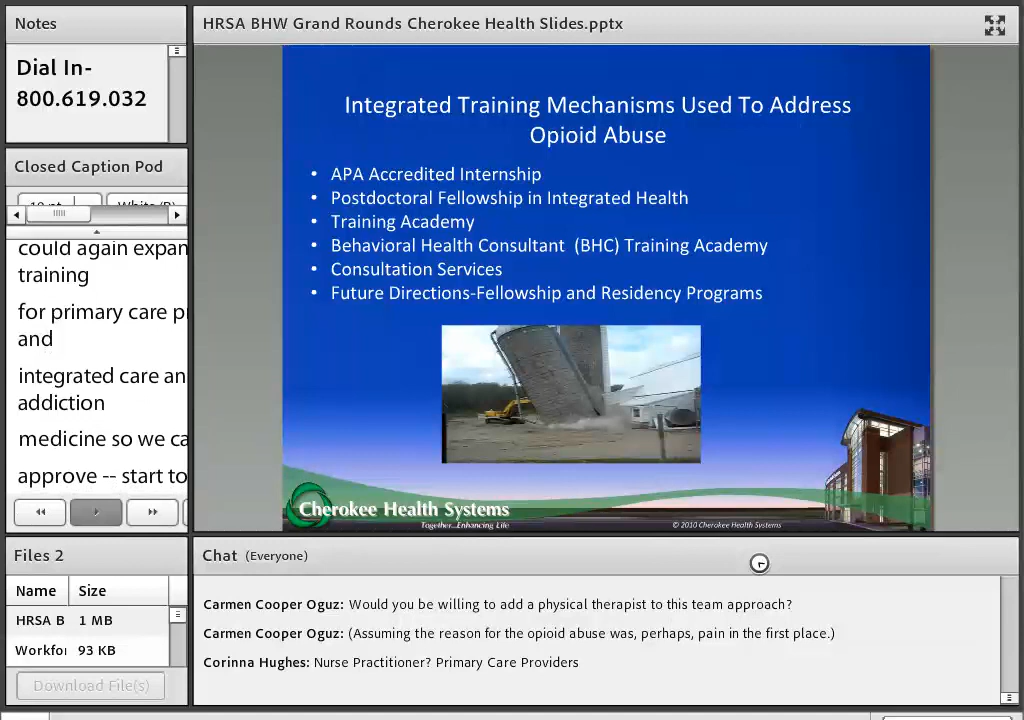 Notes
HRSA BHW Grand Rounds Cherokee Health Slides.pptx
Dial In-
800.619.032
Closed Caption Pod
could again expan
training
for primary care p
and
integrated care an
addiction
medicine so we ca
approve -- start to
Integrated Training Mechanisms Used To Address
Opioid Abuse
• APA Accredited Internship
• Postdoctoral Fellowship in Integrated Health
• Training Academy
• Behavioral Health Consultant (BHC) Training Academy
• Consultation Services
• Future Directions-Fellowship and Residency Programs
Cherokee Health Systems
Together...Enhancing Life
© 2010 Cherokee Health Systems
Files 2
Name Size
HRSA B 1 MB
Workfo 93 KB
Download File(s)
Chat (Everyone)
Carmen Cooper Oguz: Would you be willing to add a physical therapist to this team approach?
Carmen Cooper Oguz: (Assuming the reason for the opioid abuse was, perhaps, pain in the first place.)
Corinna Hughes: Nurse Practitioner? Primary Care Providers